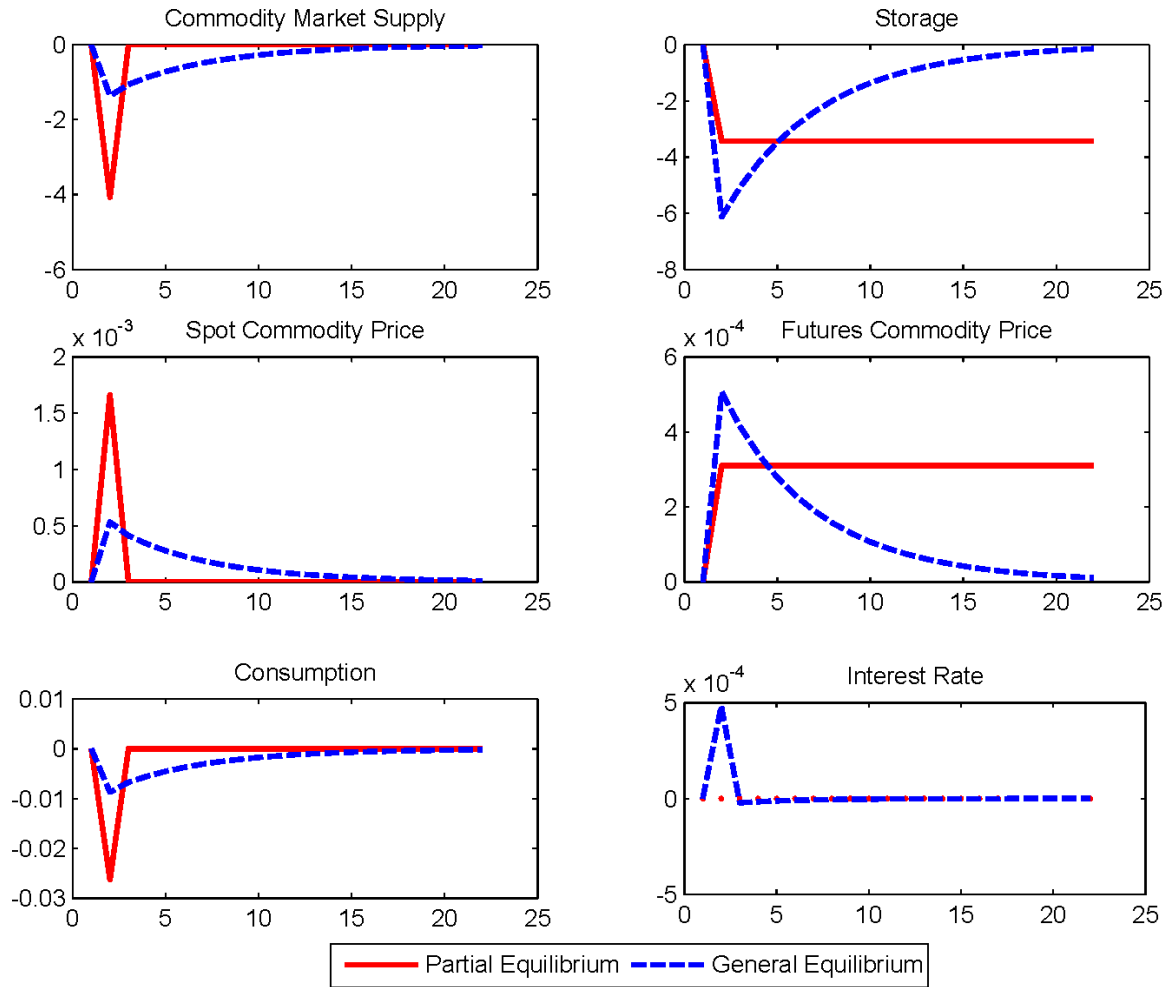 Commodity Market Supply
0
-2
-4
-6
0 5 10 15 20 25
Storage
0
-2
-4
-6
-8
0 5 10 15 20 25
x 10^-3
Spot Commodity Price
2
1.5
1
0.5
0
0 5 10 15 20 25
x 10^-4
Futures Commodity Price
6
4
2
0
0 5 10 15 20 25
Consumption
0.01
0
-0.01
-0.02
-0.03
0 5 10 15 20 25
x 10^-4
Interest Rate
5
0
-5
0 5 10 15 20 25
Partial Equilibrium General Equilibrium